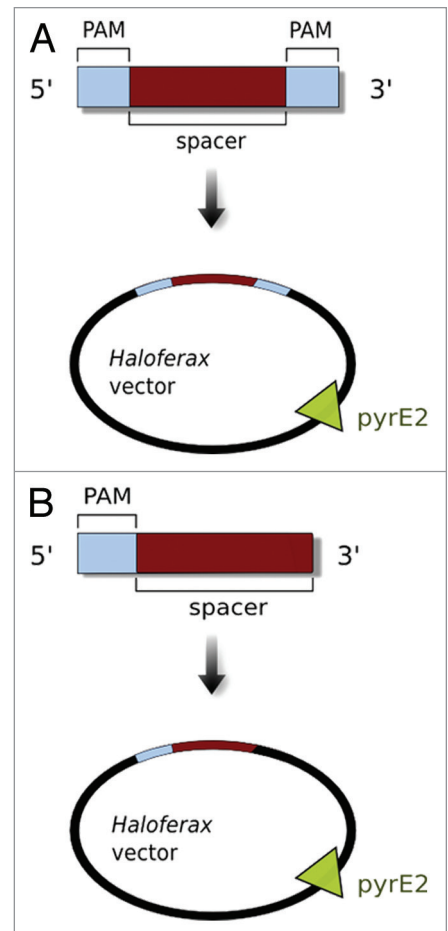 A
PAM PAM
5' 3'
spacer
Haloferax
vector
pyrE2
B
PAM
5' 3'
spacer
Haloferax
vector
pyrE2